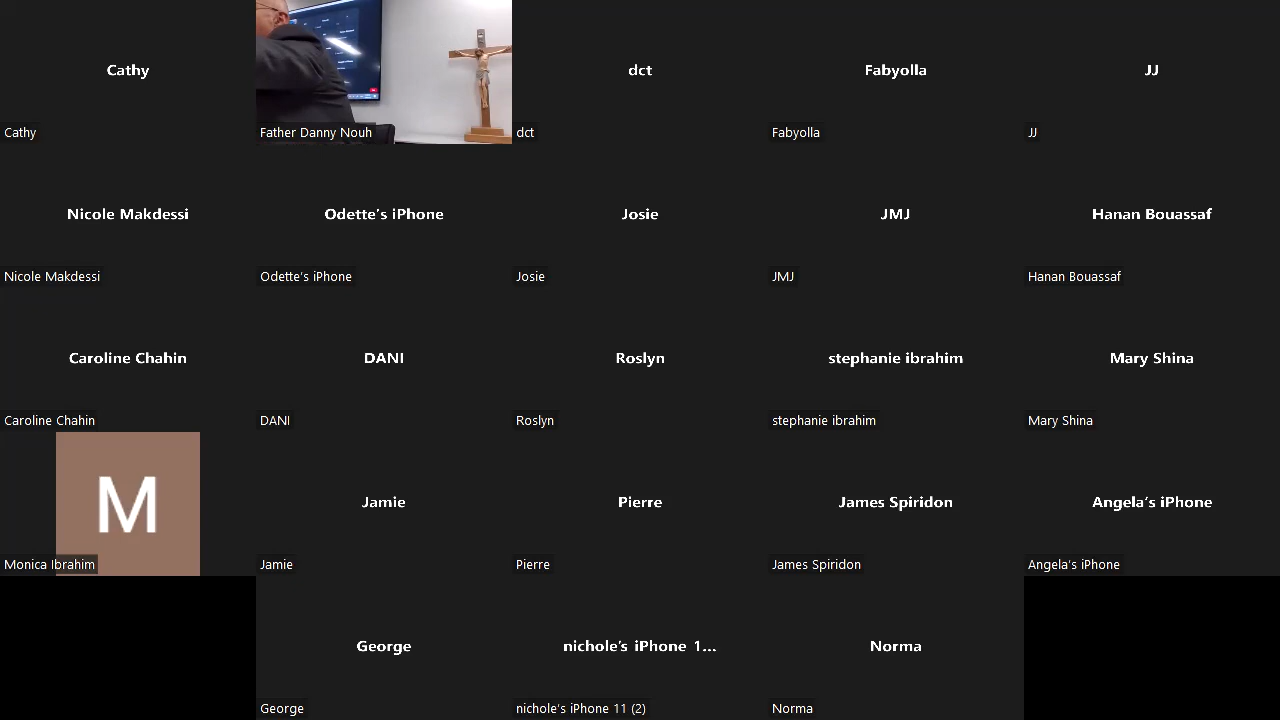 Cathy
Cathy
Father Danny Nouh
dct
dct
Fabyolla
Fabyolla
JJ
JJ
Nicole Makdessi
Nicole Makdessi
Odette's iPhone
Odette's iPhone
Josie
Josie
JMJ
JMJ
Hanan Bouassaf
Hanan Bouassaf
Caroline Chahin
Caroline Chahin
DANI
DANI
Roslyn
Roslyn
stephanie ibrahim
stephanie ibrahim
Mary Shina
Mary Shina
M
Monica Ibrahim
Jamie
Jamie
Pierre
Pierre
James Spiridon
James Spiridon
Angela's iPhone
Angela's iPhone
George
George
nichole's iPhone 1...
nichole's iPhone 11 (2)
Norma
Norma